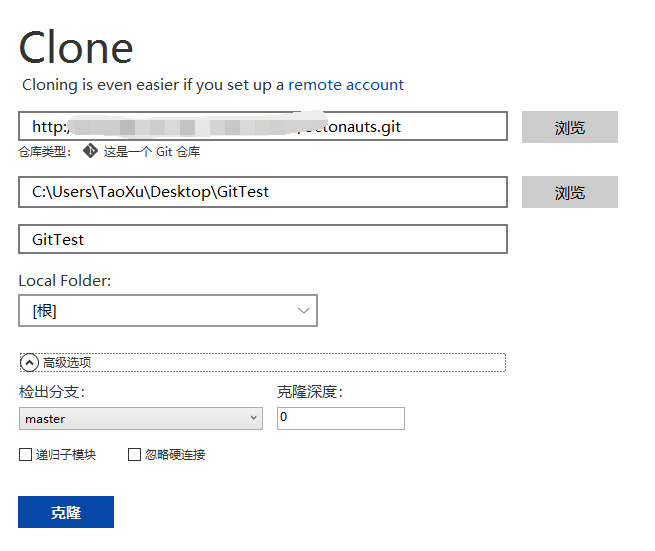 Clone
Cloning is even easier if you set up a remote account
http:/ tonauts.git
浏览
仓库类型： 这是一个 Git 仓库
C:\Users\TaoXu\Desktop\GitTest
浏览
GitTest
Local Folder:
[根]
高级选项
检出分支： 克隆深度：
master 0
递归子模块 忽略硬连接
克隆